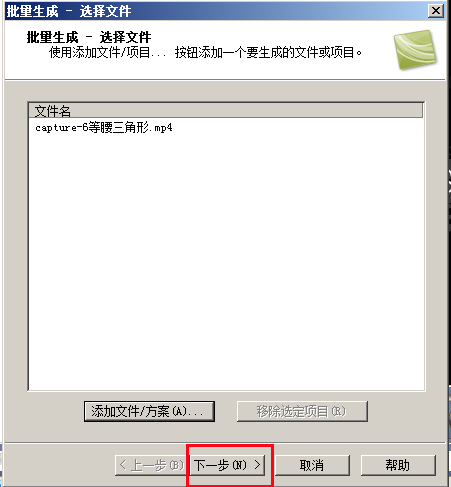 批量生成 - 选择文件
批量生成 - 选择文件
使用添加文件/项目... 按钮添加一个要生成的文件或项目。
文件名
capture-6等腰三角形.mp4
添加文件/方案(A)... 移除选定项目(R)
< 上一步(B) 下一步(N) > 取消 帮助